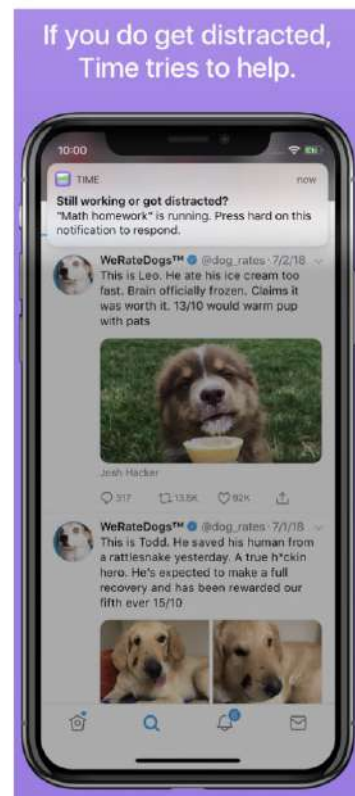 If you do get distracted,
Time tries to help.
10:00
TIME
now
Still working or got distracted?
"Math homework" is running. Press hard on this
notification to respond.
WeRateDogs™ @dog_rates · 7/2/18
This is Leo. He ate his ice cream too
fast. Brain officially frozen. Claims it
was worth it. 13/10 would warm pup
with pats
Josh Hacker
317 13.5K 92K
WeRateDogs™ @dog_rates · 7/1/18
This is Todd. He saved his human from
a rattlesnake yesterday. A true h*ckin
hero. He's expected to make a full
recovery and has been rewarded our
fifth ever 15/10